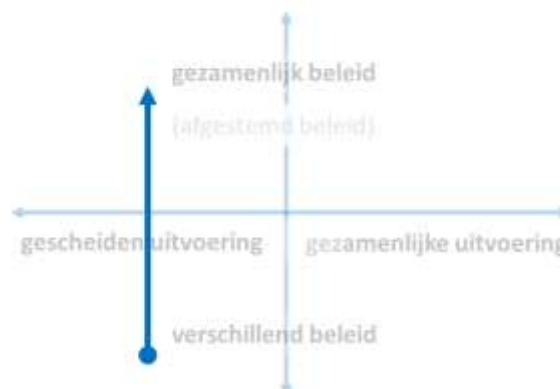 gezamenlijk beleid
(afgestemd beleid)
gescheiden uitvoering
gezamenlijke uitvoering
verschillend beleid